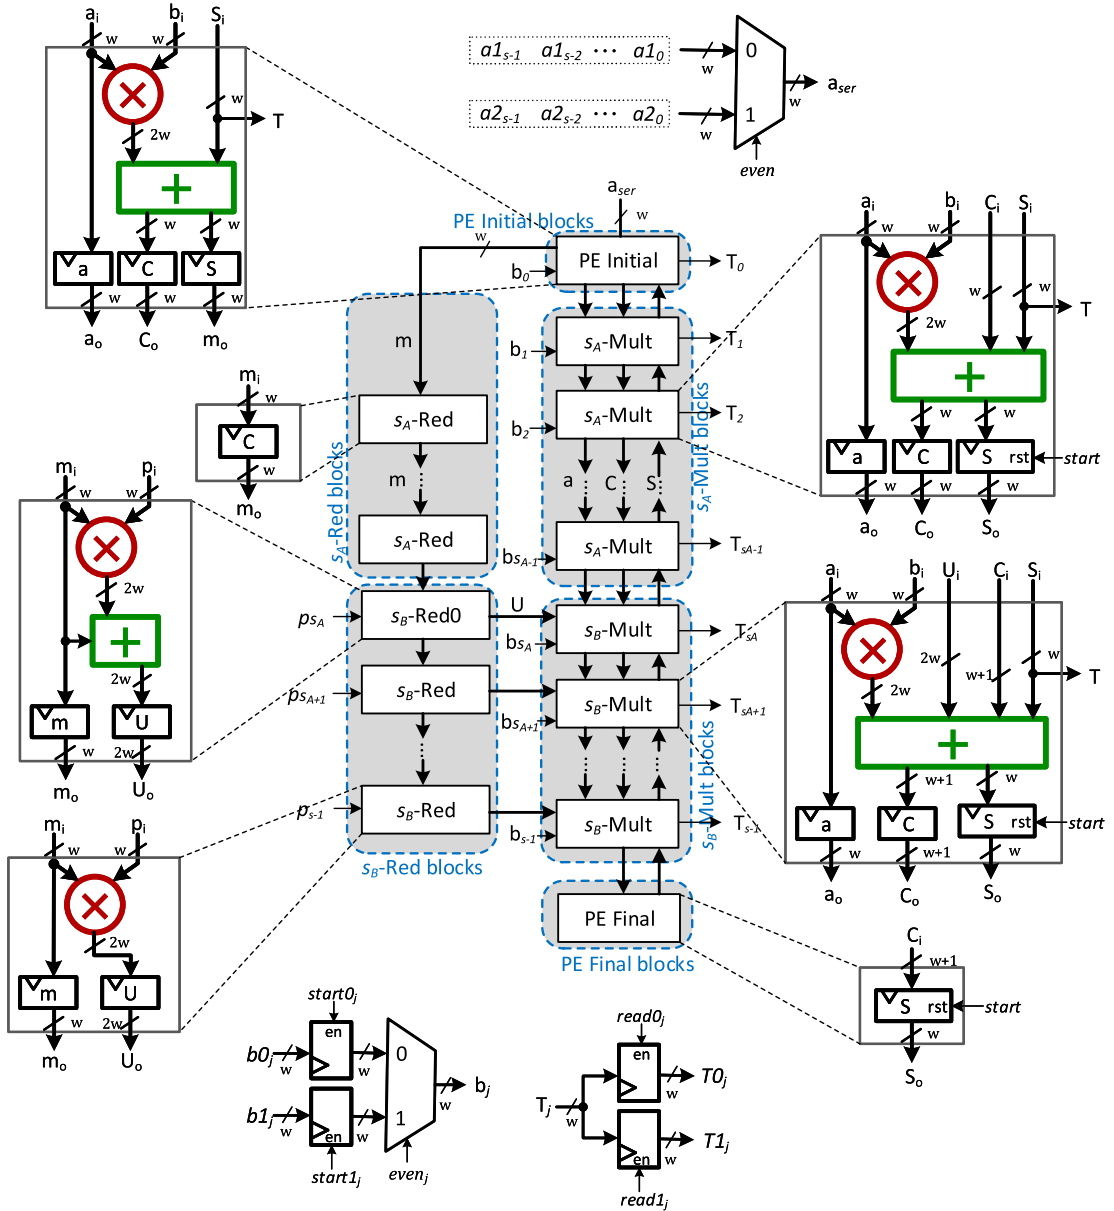 a1s-1 a1s-2 ··· a10
w
0
a2s-1 a2s-2 ··· a20
w
1
w
aser
even
ai bi Si
w w
w
T
2w
+
w w
a C S
w w w
ao Co mo
aser
w
PE Initial blocks
w
PE Initial
b0
T0
m
sA-Red
m
sA-Red
sA-Red blocks
b1
sA-Mult
T1
b2
sA-Mult
T2
a C S
bsA-1
sA-Mult
TsA-1
sA-Mult blocks
psA
sB-Red0
U
bsA
sB-Mult
TsA
psA+1
sB-Red
bsA+1
sB-Mult
TsA+1
ps-1
sB-Red
bs-1
sB-Mult
Ts-1
sB-Red blocks
sB-Mult blocks
PE Final
PE Final blocks
mi
w
C
w
mo
mi pi
w w
2w
+
2w
m U
w 2w
mo Uo
mi pi
w w
2w
m U
w 2w
mo Uo
ai bi Ci Si
w w
w w
T
2w
+
w w
a C S rst start
w w w
ao Co So
ai bi Ui Ci Si
w w
w
2w w+1
T
2w
+
w+1 w
a C S rst start
w w+1 w
ao Co So
Ci
w+1
S rst start
w
So
start0j
en
b0j
w w
0
b1j
w w
1
en
start1j
evenj
w
bj
read0j
en
w
T0j
Tj
w
en
w
T1j
read1j